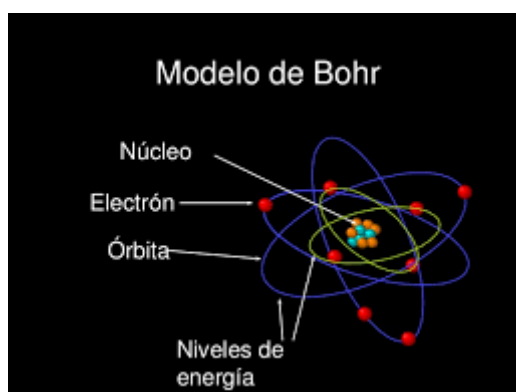 Modelo de Bohr
Núcleo
Electrón
Órbita
Niveles de
energía